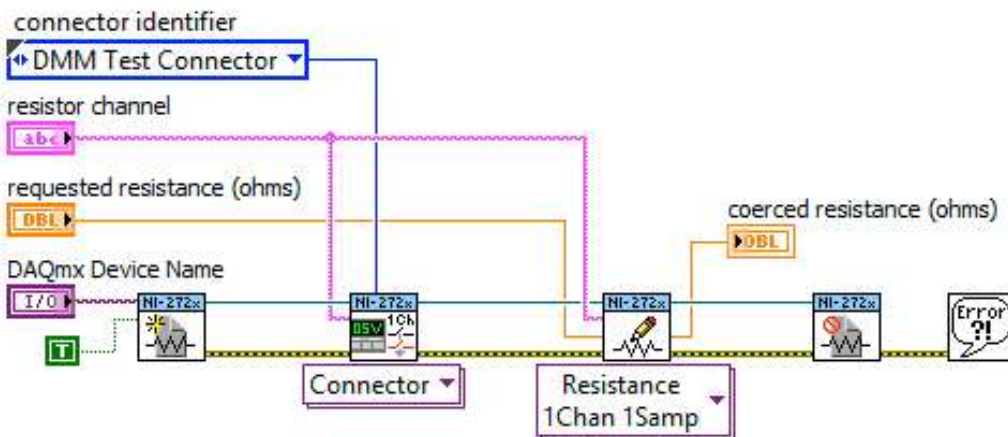 connector identifier
DMM Test Connector
resistor channel
abc
requested resistance (ohms)
DBL
coerced resistance (ohms)
DBL
DAQmx Device Name
I/O
NI-272x
NI-272x
NI-272x
NI-272x
T
05V
1Ch
Error
?!
Connector
Resistance
1Chan 1Samp